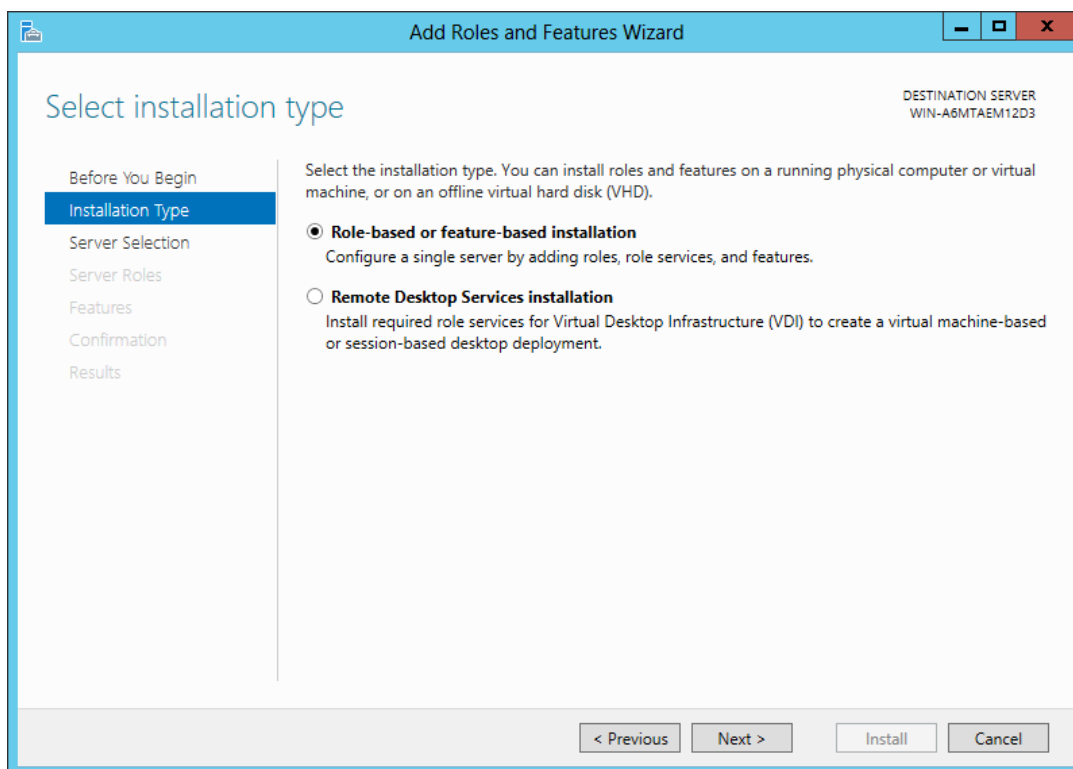 Add Roles and Features Wizard
Select installation type
DESTINATION SERVER
WIN-A6MTAEM12D3
Before You Begin
Installation Type
Server Selection
Server Roles
Features
Confirmation
Results
Select the installation type. You can install roles and features on a running physical computer or virtual
machine, or on an offline virtual hard disk (VHD).
Role-based or feature-based installation
Configure a single server by adding roles, role services, and features.
Remote Desktop Services installation
Install required role services for Virtual Desktop Infrastructure (VDI) to create a virtual machine-based
or session-based desktop deployment.
< Previous
Next >
Install
Cancel